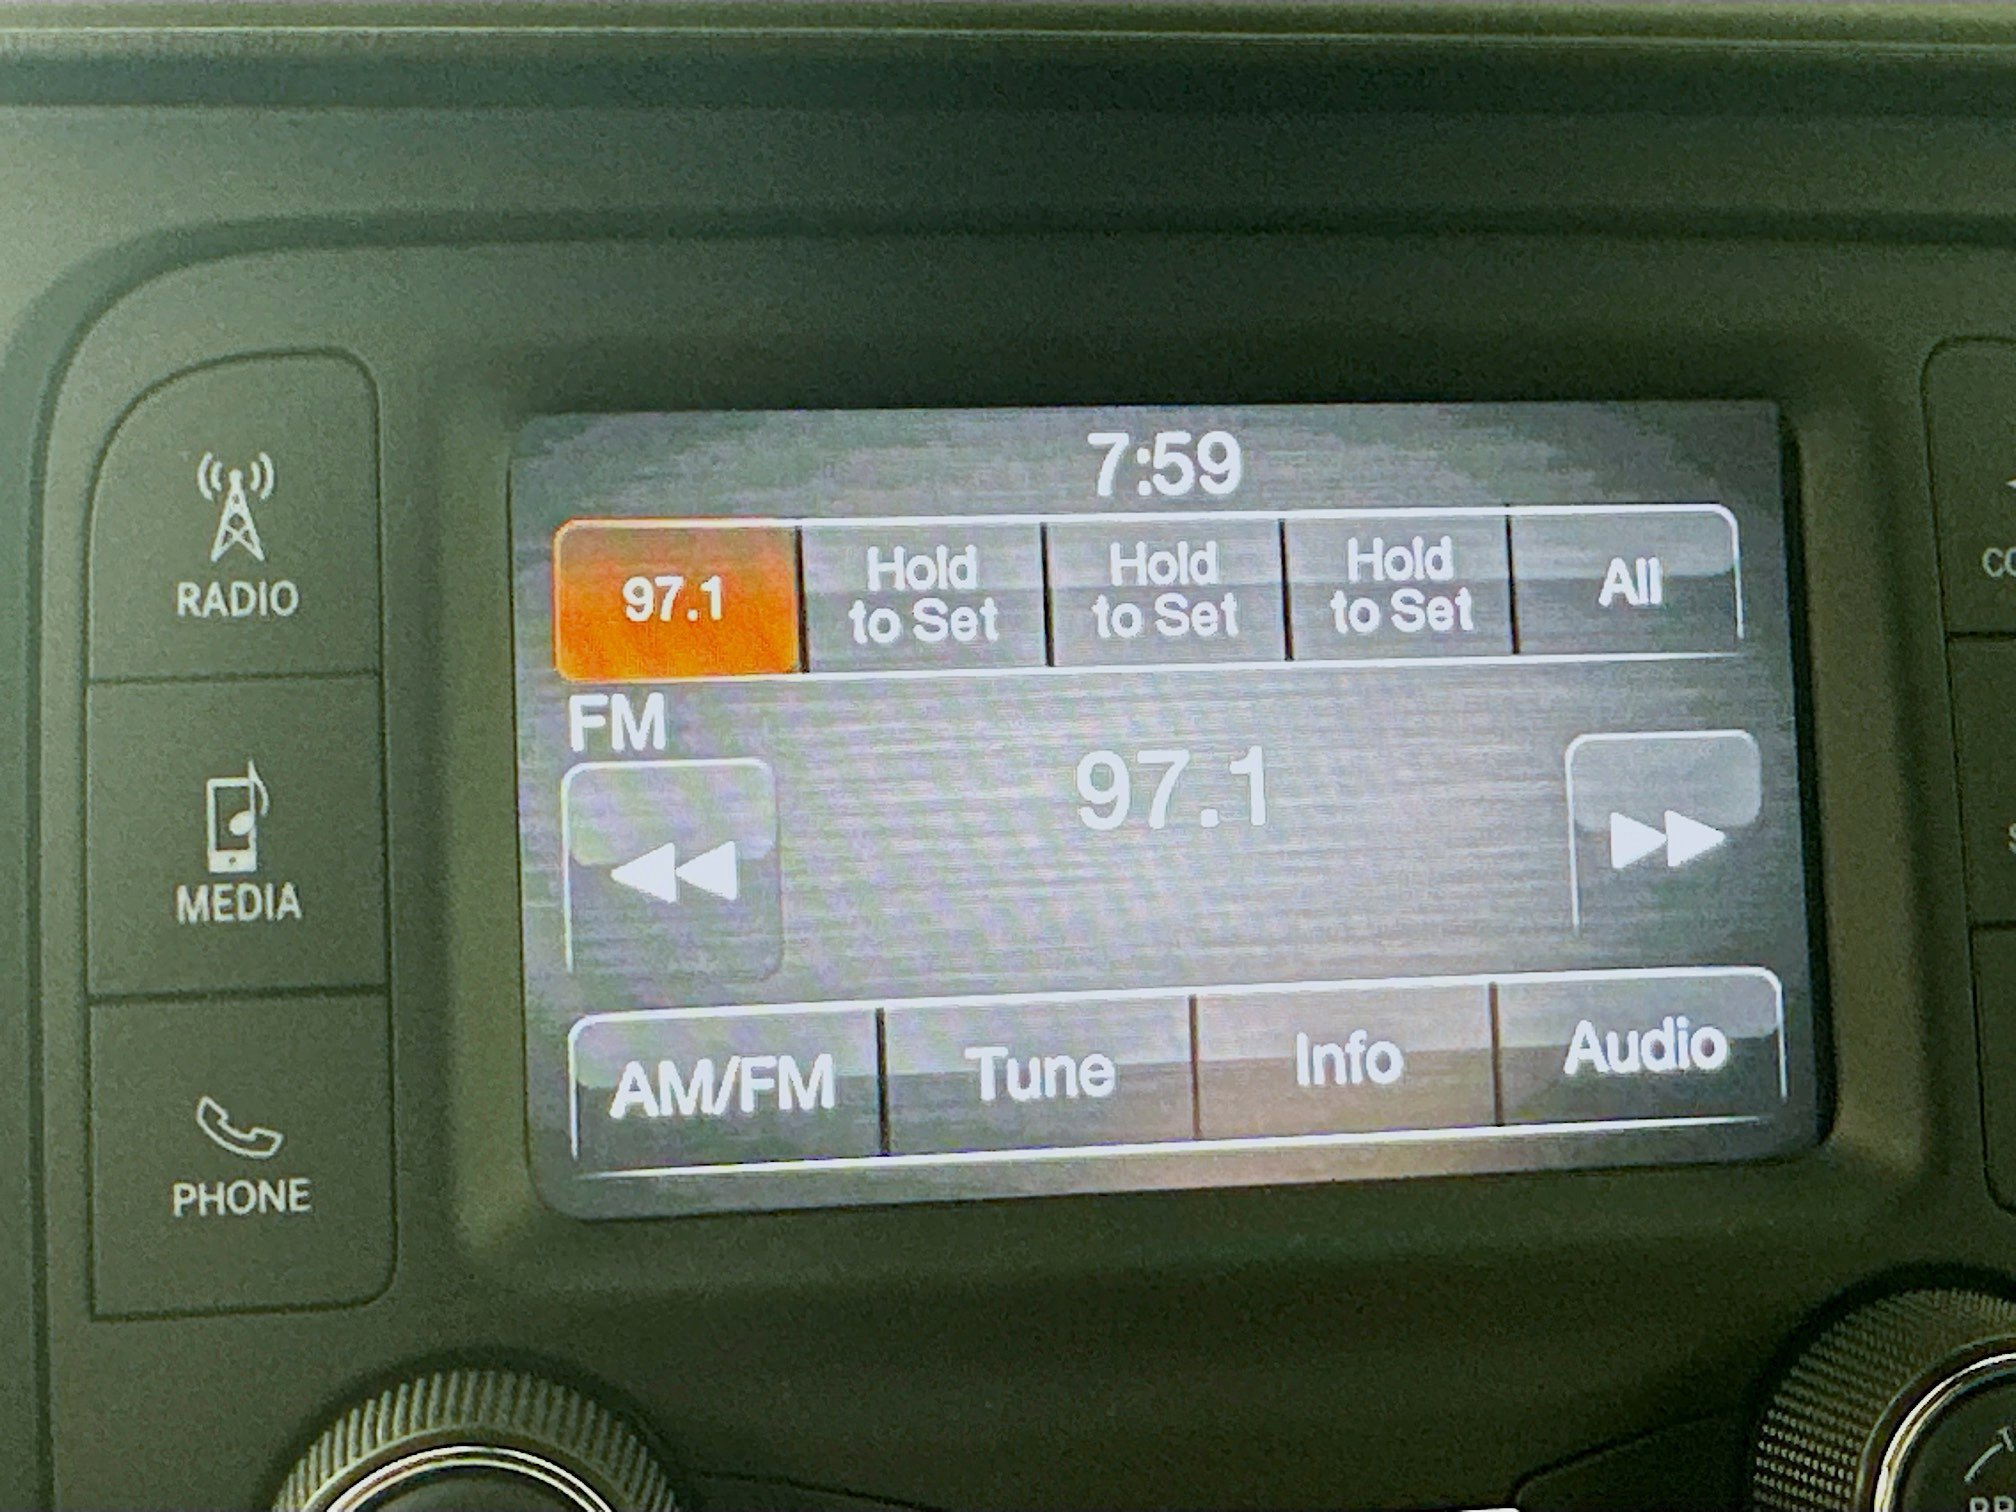 7:59
97.1
Hold
to Set
Hold
to Set
Hold
to Set
All
FM
97.1
AM/FM
Tune
Info
Audio
RADIO
MEDIA
PHONE